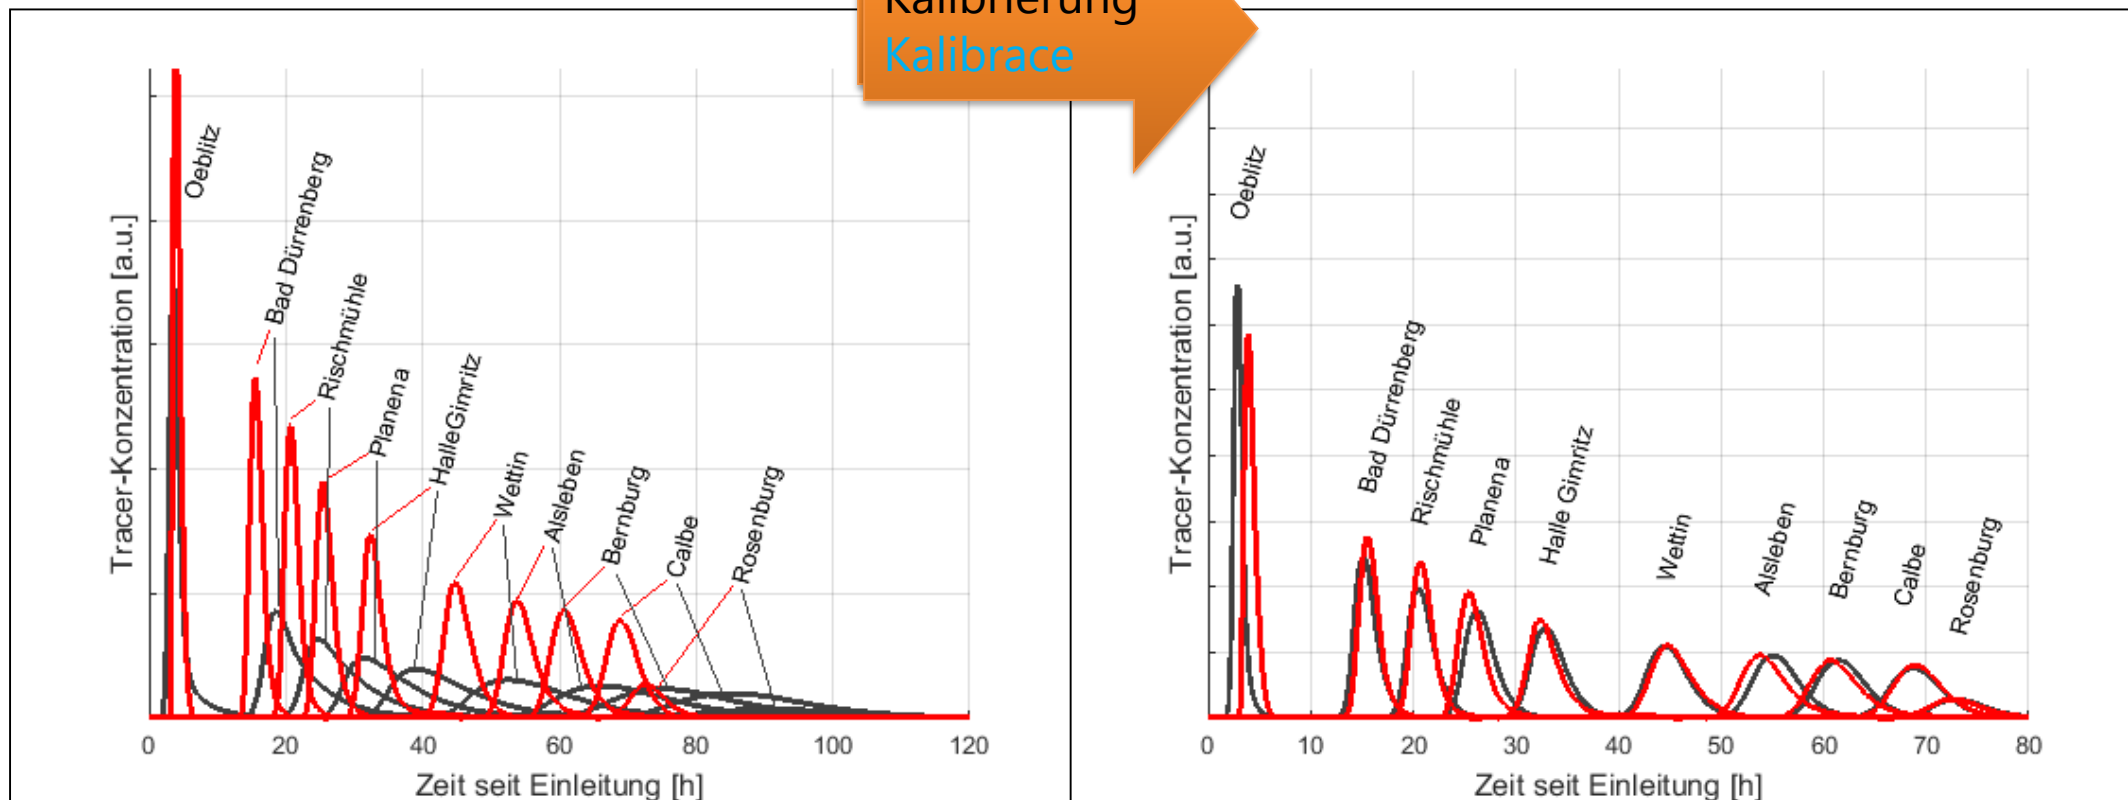 Kalibrierung
Kalibrace
Tracer-Konzentration [a.u.]
Oeblitz
Bad Dürrenberg
Rischmühle
Planena
HalleGimritz
Wettin
Alsleben
Bernburg
Calbe
Rosenburg
0 20 40 60 80 100 120
Zeit seit Einleitung [h]
Tracer-Konzentration [a.u.]
Oeblitz
Bad Dürrenberg
Rischmühle
Planena
Halle Gimritz
Wettin
Alsleben
Bernburg
Calbe
Rosenburg
0 10 20 30 40 50 60 70 80
Zeit seit Einleitung [h]